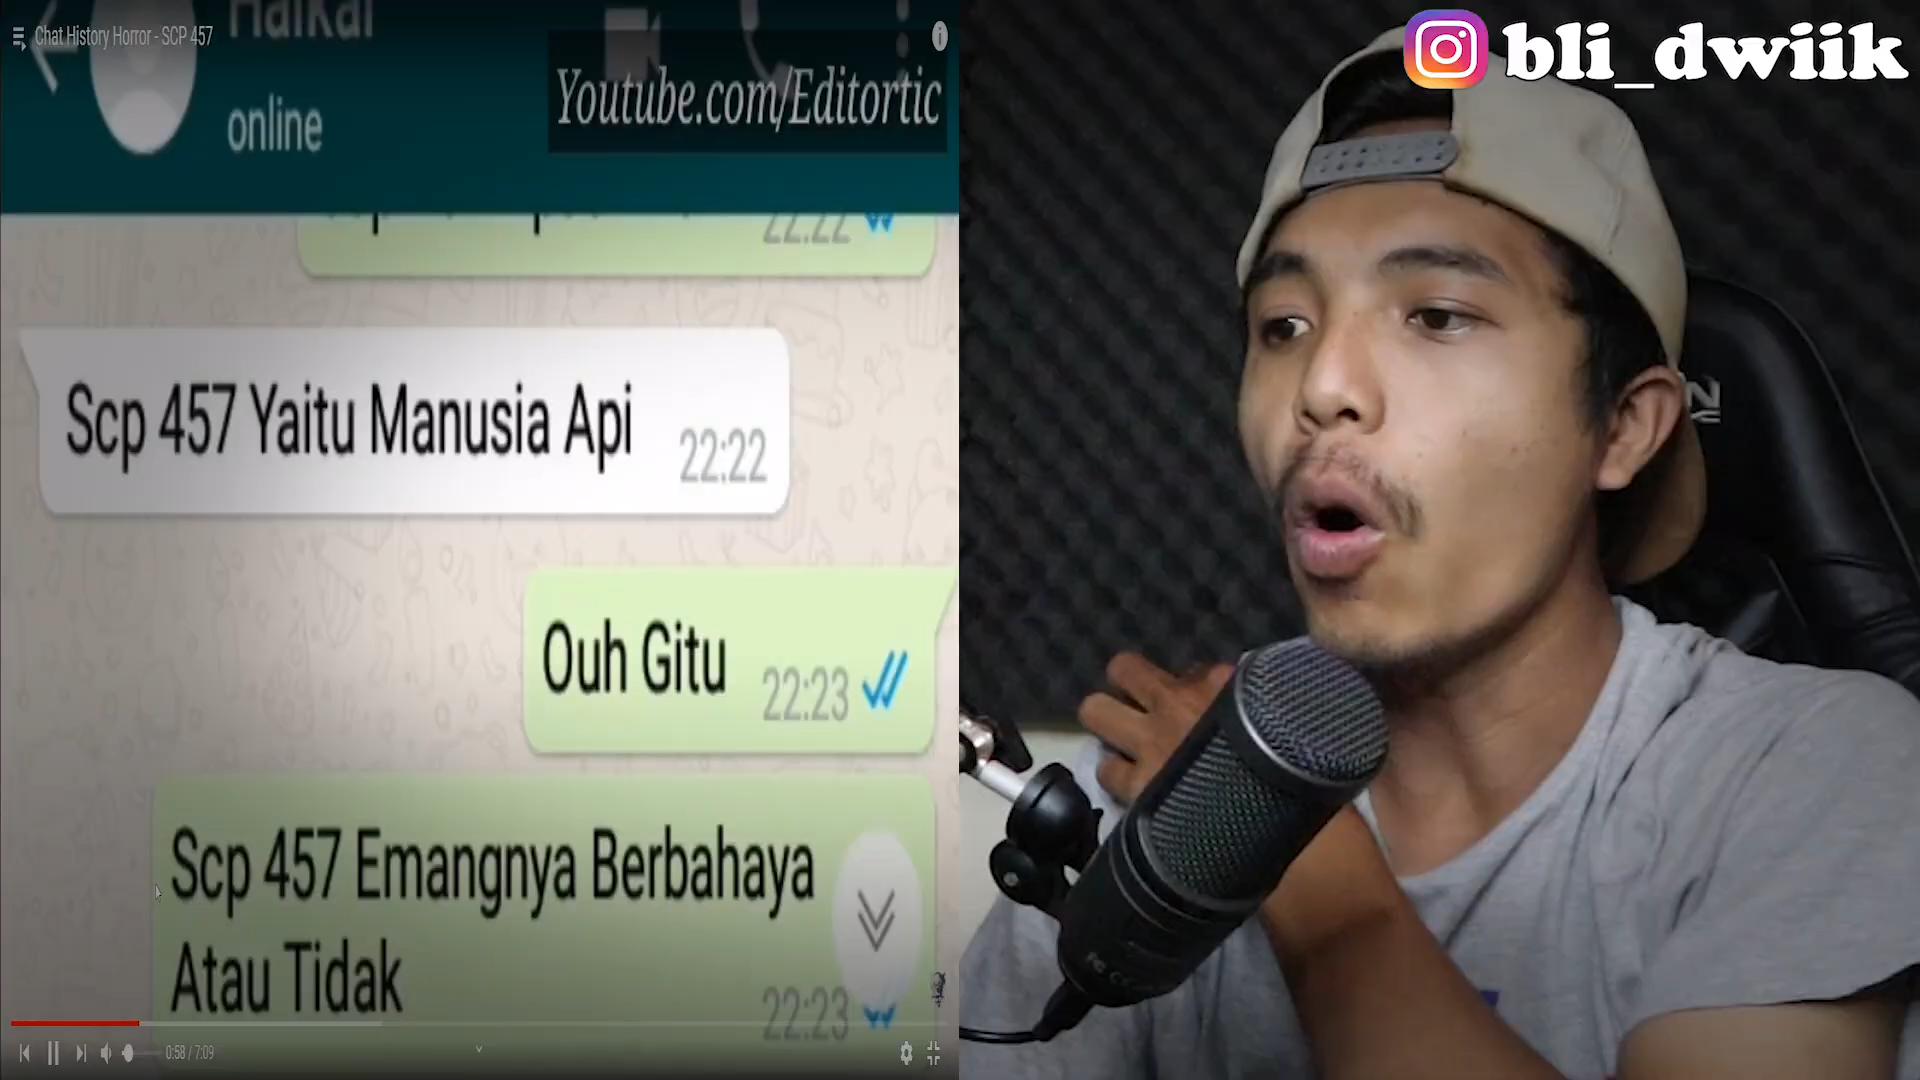 Chat History Horror - SCP 457
Haikal
online
Youtube.com/Editortic
bli_dwiik
22:22
Scp 457 Yaitu Manusia Api
22:22
Ouh Gitu
22:23
Scp 457 Emangnya Berbahaya
Atau Tidak
22:23
0:58 / 7:09